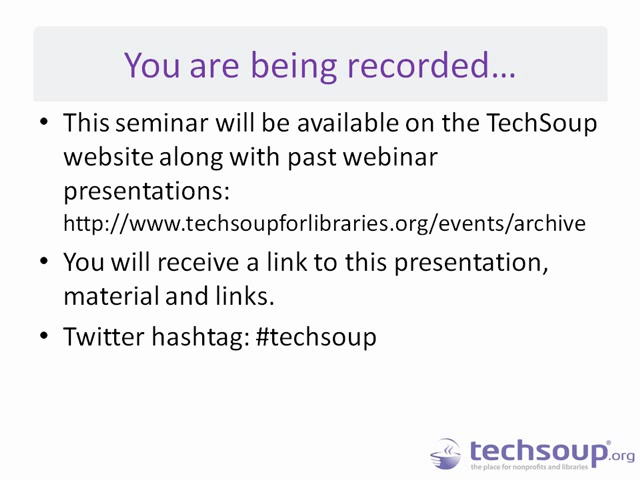 You are being recorded…
• This seminar will be available on the TechSoup
website along with past webinar
presentations:
http://www.techsoupforlibraries.org/events/archive
• You will receive a link to this presentation,
material and links.
• Twitter hashtag: #techsoup
techsoup®.org
the place for nonprofits and libraries